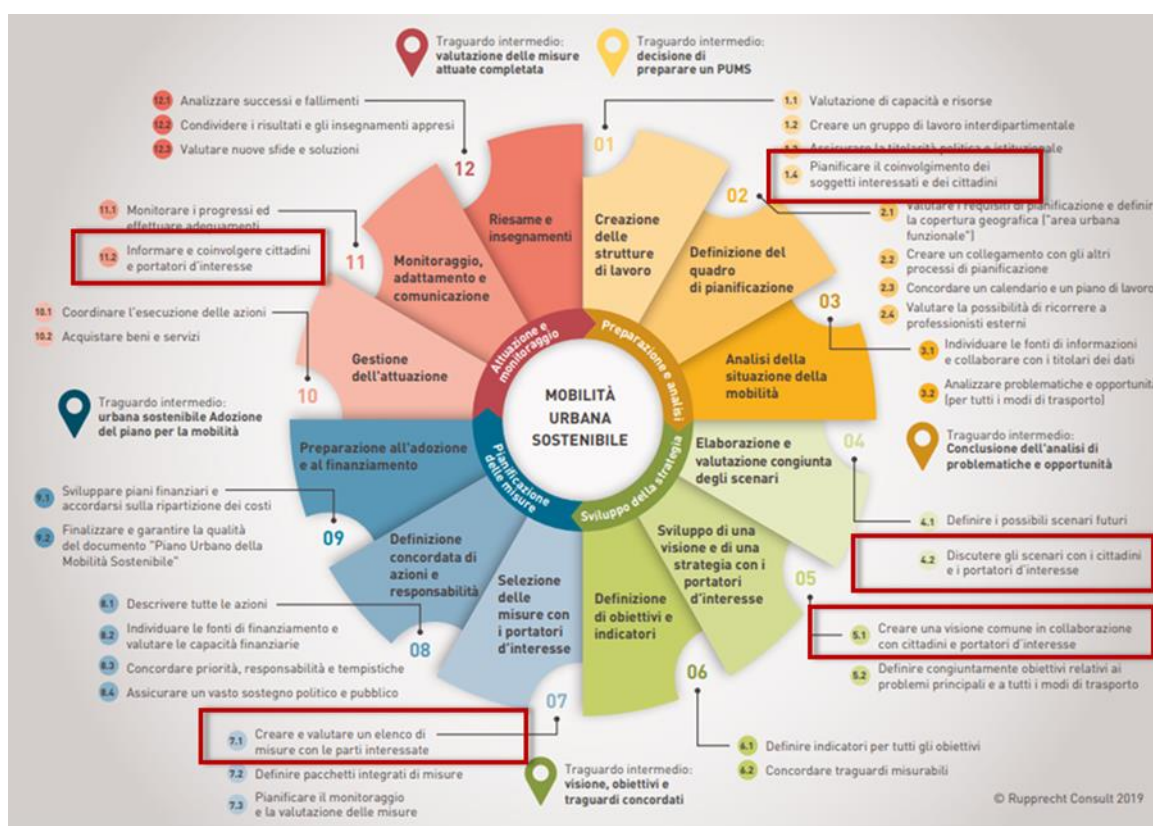 Traguardo intermedio:
valutazione delle misure
attuate completata
Traguardo intermedio:
decisione di
preparare un PUMS
12.1 Analizzare successi e fallimenti
12.2 Condividere i risultati e gli insegnamenti appresi
12.3 Valutare nuove sfide e soluzioni
1.1 Valutazione di capacità e risorse
1.2 Creare un gruppo di lavoro interdipartimentale
1.3 Assicurare la titolarità politica e istituzionale
1.4 Pianificare il coinvolgimento dei
soggetti interessati e dei cittadini
2.1 Valutare i requisiti di pianificazione e definire
la copertura geografica ("area urbana
funzionale")
2.2 Creare un collegamento con gli altri
processi di pianificazione
2.3 Concordare un calendario e un piano di lavoro
2.4 Valutare la possibilità di ricorrere a
professionisti esterni
3.1 Individuare le fonti di informazioni
e collaborare con i titolari dei dati
3.2 Analizzare problematiche e opportunità
(per tutti i modi di trasporto)
Traguardo intermedio:
Conclusione dell'analisi di
problematiche e opportunità
4.1 Definire i possibili scenari futuri
4.2 Discutere gli scenari con i cittadini
e i portatori d'interesse
5.1 Creare una visione comune in collaborazione
con cittadini e portatori d'interesse
5.2 Definire congiuntamente obiettivi relativi ai
problemi principali e a tutti i modi di trasporto
6.1 Definire indicatori per tutti gli obiettivi
6.2 Concordare traguardi misurabili
Traguardo intermedio:
visione, obiettivi e
traguardi concordati
7.1 Creare e valutare un elenco di
misure con le parti interessate
7.2 Definire pacchetti integrati di misure
7.3 Pianificare il monitoraggio
e la valutazione delle misure
8.1 Descrivere tutte le azioni
8.2 Individuare le fonti di finanziamento e
valutare le capacità finanziarie
8.3 Concordare priorità, responsabilità e tempistiche
8.4 Assicurare un vasto sostegno politico e pubblico
9.1 Sviluppare piani finanziari e
accordarsi sulla ripartizione dei costi
9.2 Finalizzare e garantire la qualità
del documento "Piano Urbano della
Mobilità Sostenibile"
Traguardo intermedio:
urbana sostenibile Adozione
del piano per la mobilità
10.1 Coordinare l'esecuzione delle azioni
10.2 Acquistare beni e servizi
11.1 Monitorare i progressi ed
effettuare adeguamenti
11.2 Informare e coinvolgere cittadini
e portatori d'interesse
01
Creazione
delle
strutture
di lavoro
02
Definizione del
quadro
di pianificazione
03
Analisi della
situazione della
mobilità
04
Elaborazione e
valutazione congiunta
degli scenari
05
Sviluppo di una
visione e di una
strategia con i
portatori
d'interesse
06
Definizione
di obiettivi e
indicatori
07
Selezione
delle
misure con
i portatori
d'interesse
08
Definizione
concordata di
azioni e
responsabilità
09
Preparazione all'adozione
e al finanziamento
10
Gestione
dell'attuazione
11
Monitoraggio,
adattamento e
comunicazione
12
Riesame e
insegnamenti
Preparazione e analisi
Sviluppo della strategia
Pianificazione
delle misure
Attuazione e
monitoraggio
MOBILITÀ
URBANA
SOSTENIBILE
© Rupprecht Consult 2019